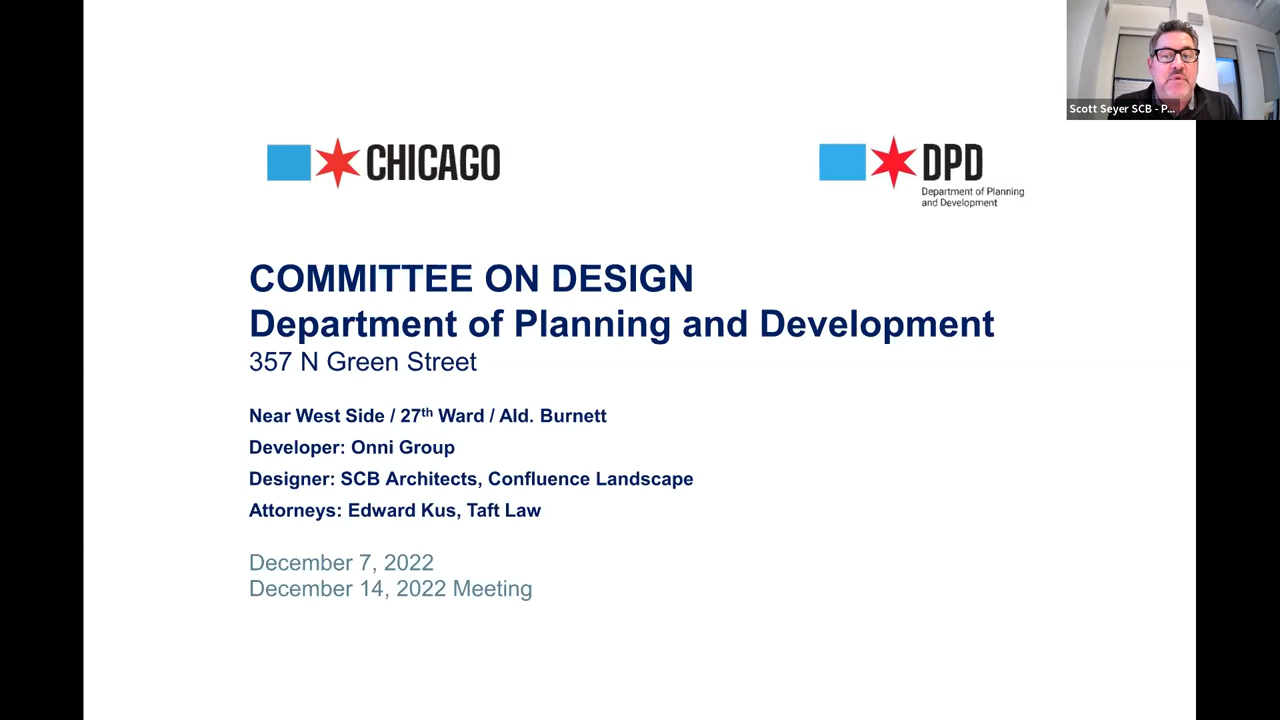 Scott Seyer SCB - P...
CHICAGO
DPD
Department of Planning
and Development
COMMITTEE ON DESIGN
Department of Planning and Development
357 N Green Street
Near West Side / 27th Ward / Ald. Burnett
Developer: Onni Group
Designer: SCB Architects, Confluence Landscape
Attorneys: Edward Kus, Taft Law
December 7, 2022
December 14, 2022 Meeting